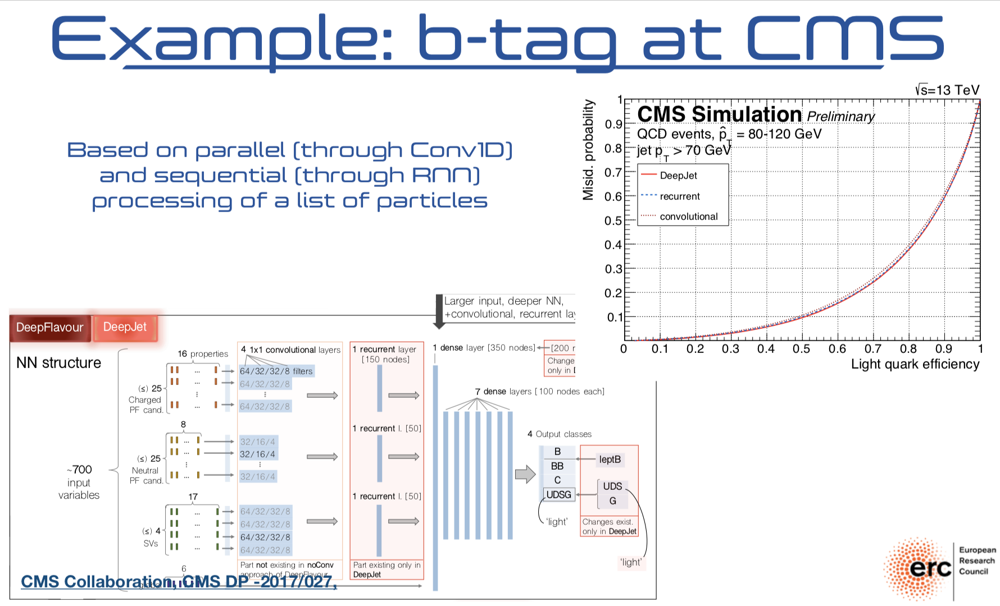 Example: b-tag at CMS
Based on parallel (through Conv1D)
and sequential (through RNN)
processing of a list of particles
√s=13 TeV
CMS Simulation Preliminary
QCD events, p̂T = 80-120 GeV
jet pT > 70 GeV
DeepJet
recurrent
convolutional
Misid. probability
1
0.9
0.8
0.7
0.6
0.5
0.4
0.3
0.2
0.1
0 0.1 0.2 0.3 0.4 0.5 0.6 0.7 0.8 0.9 1
Light quark efficiency
Larger input, deeper NN,
+convolutional, recurrent
DeepFlavour
DeepJet
NN structure
~700
input
variables
16 properties
(≤) 25
Charged
PF cand.
...
...
...
8
(≤) 25
Neutral
PF cand.
...
...
...
17
(≤) 4
SVs
...
...
...
...
6
global
4 1x1 convolutional layers
64/32/32/8 filters
64/32/32/8
64/32/32/8
32/16/4
32/16/4
32/16/4
64/32/32/8
64/32/32/8
64/32/32/8
64/32/32/8
Part not existing in noConv
approach of DeepFlavour
1 recurrent layer
[150 nodes]
1 recurrent l. [50]
1 recurrent l. [50]
Part existing only in
DeepJet
1 dense layer [350 nodes]
[200
Change
only in
7 dense layers [100 nodes each]
4 Output classes
B
BB
C
UDSG
leptB
UDS
G
'light'
Changes exist.
only in DeepJet
'light'
CMS Collaboration, CMS DP -2017/027,
erc
European
Research
Council